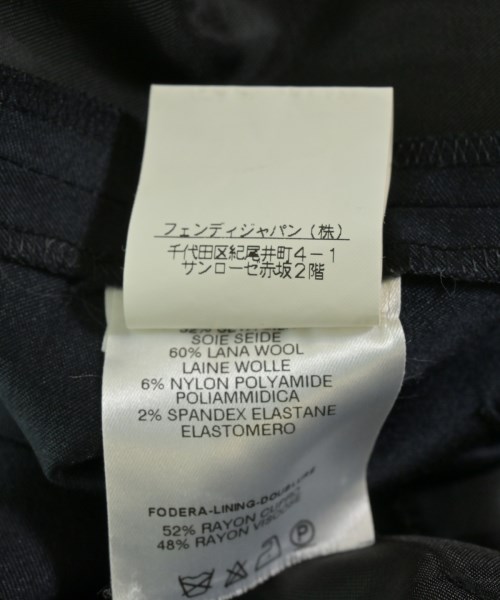 フェンディジャパン(株)
千代田区紀尾井町4-1
サンローゼ赤坂2階
SOIE SEIDE
60% LANA WOOL
LAINE WOLLE
6% NYLON POLYAMIDE
POLIAMMIDICA
2% SPANDEX ELASTANE
ELASTOMERO
FODERA-LINING-DOUBLURE
52% RAYON CUPRO
48% RAYON VISCOSE
P